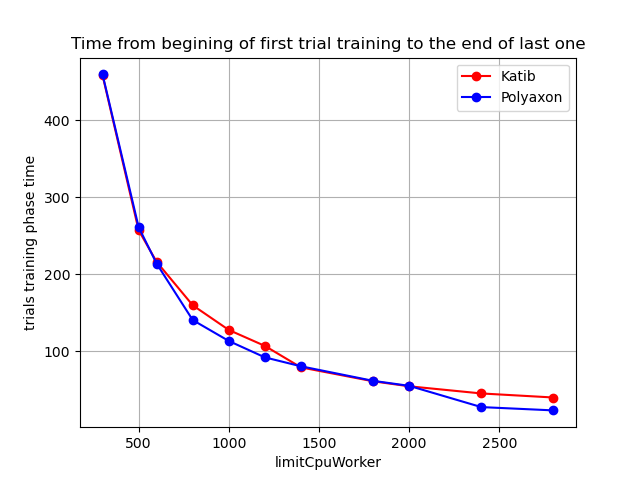 Time from begining of first trial training to the end of last one
Katib
Polyaxon
400
300
200
100
trials training phase time
500
1000
1500
2000
2500
limitCpuWorker